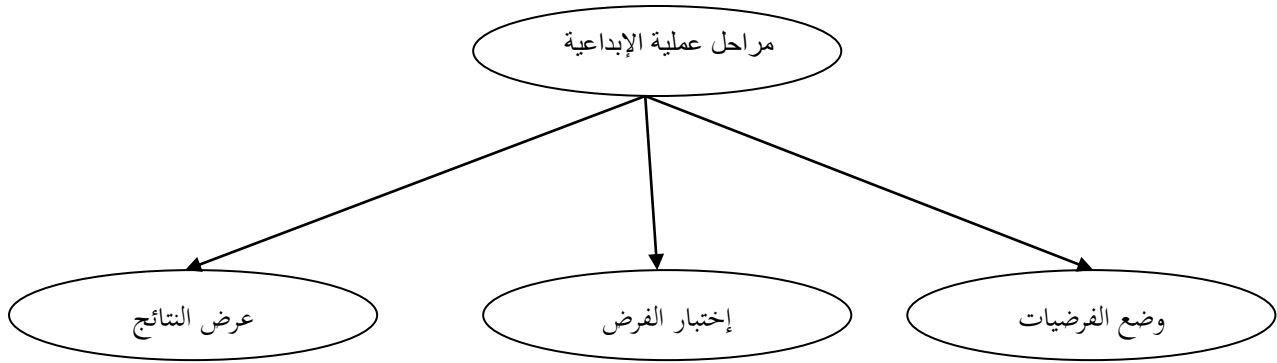 مراحل عملية الإبداعية
وضع الفرضيات
إختبار الفرض
عرض النتائج